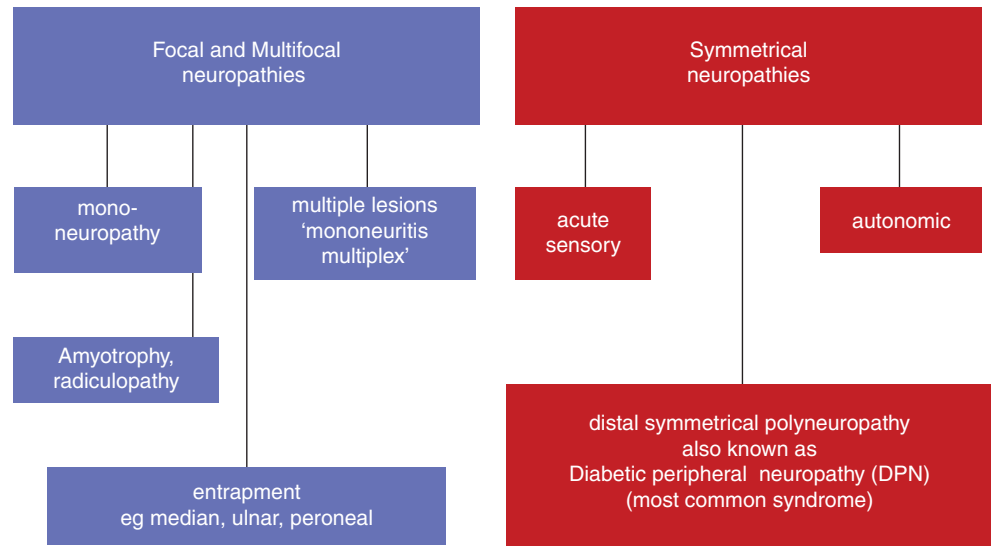 Focal and Multifocal
neuropathies
mono-
neuropathy
multiple lesions
‘mononeuritis
multiplex’
Amyotrophy,
radiculopathy
entrapment
eg median, ulnar, peroneal
Symmetrical
neuropathies
acute
sensory
autonomic
distal symmetrical polyneuropathy
also known as
Diabetic peripheral neuropathy (DPN)
(most common syndrome)